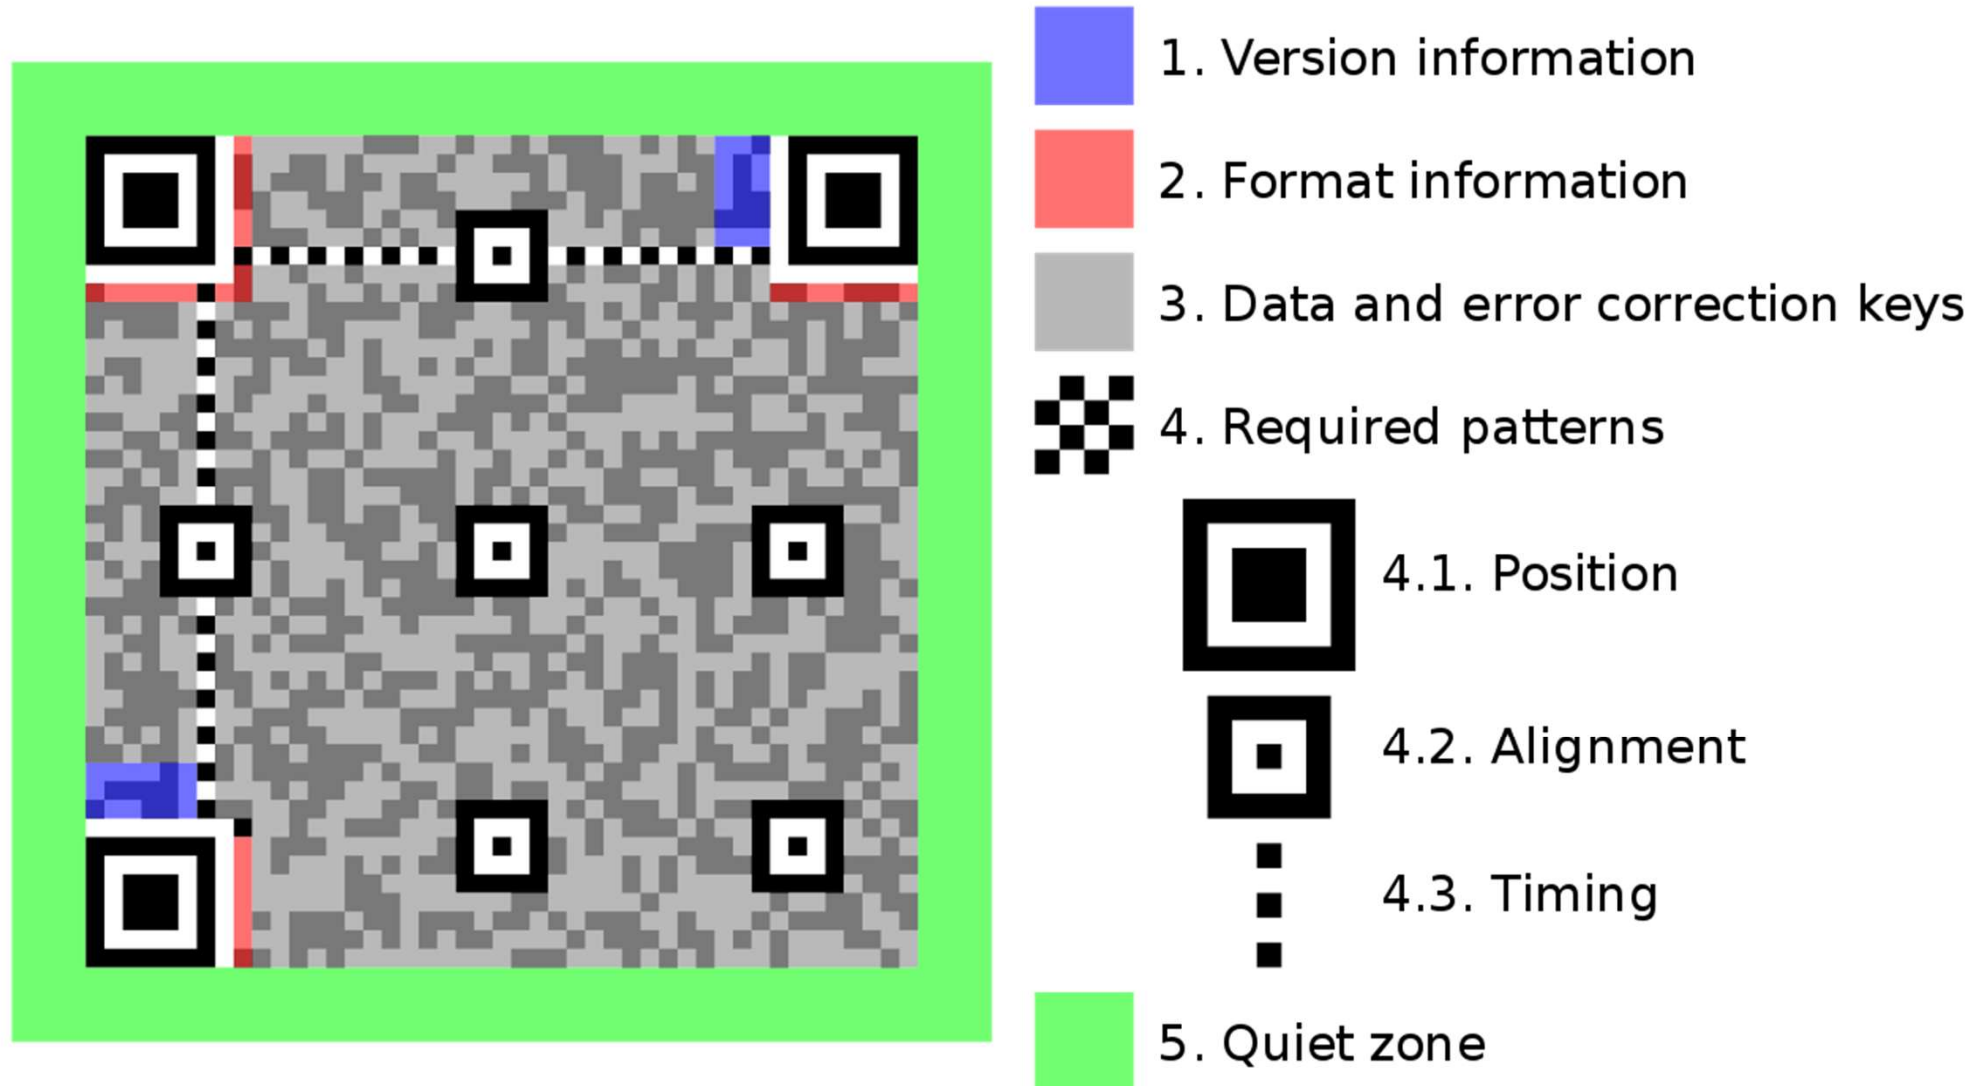 1. Version information
2. Format information
3. Data and error correction keys
4. Required patterns
4.1. Position
4.2. Alignment
4.3. Timing
5. Quiet zone